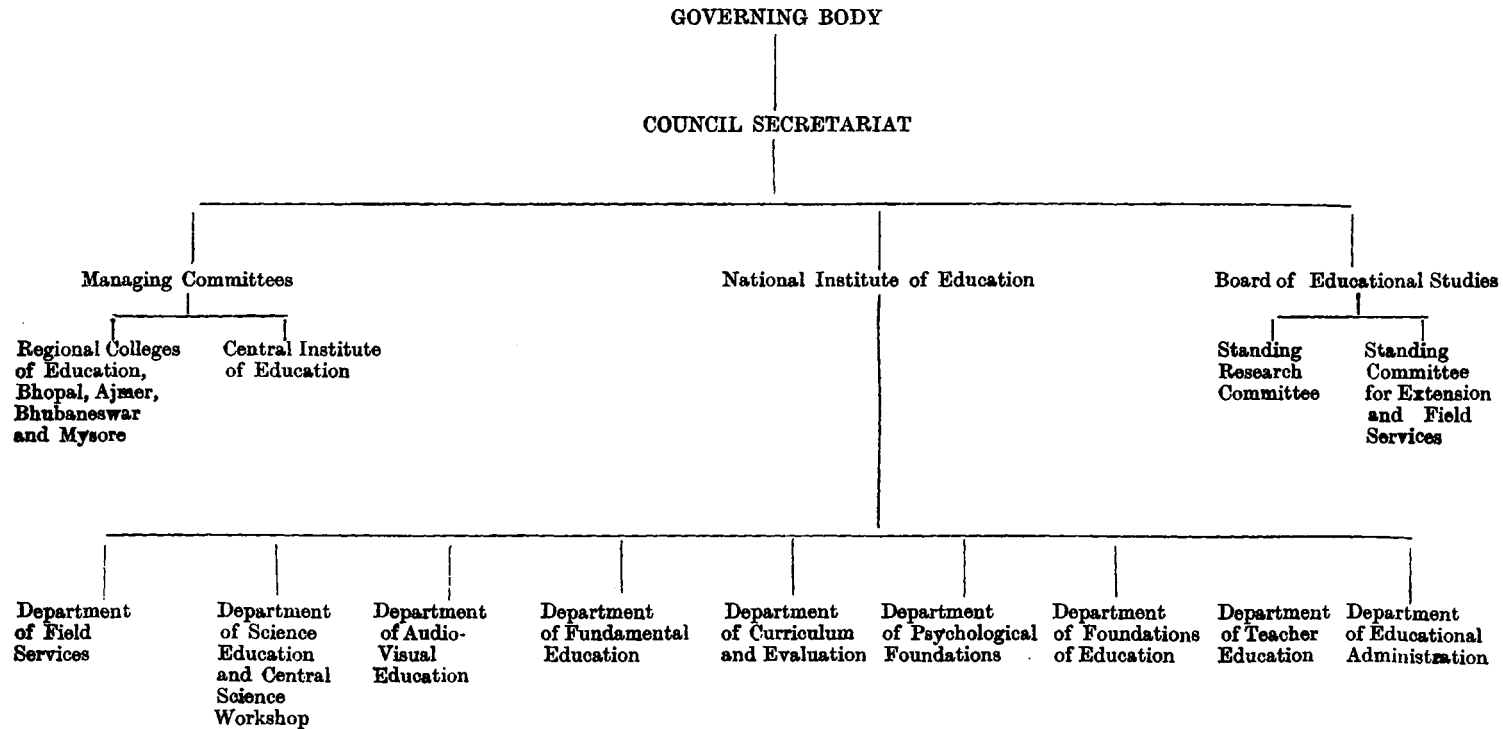 GOVERNING BODY
COUNCIL SECRETARIAT
Managing Committees
National Institute of Education
Board of Educational Studies
Regional Colleges
of Education,
Bhopal, Ajmer,
Bhubaneswar
and Mysore
Central Institute
of Education
Standing
Research
Committee
Standing
Committee
for Extension
and Field
Services
Department
of Field
Services
Department
of Science
Education
and Central
Science
Workshop
Department
of Audio-
Visual
Education
Department
of Fundamental
Education
Department
of Curriculum
and Evaluation
Department
of Psychological
Foundations
Department
of Foundations
of Education
Department
of Teacher
Education
Department
of Educational
Administration